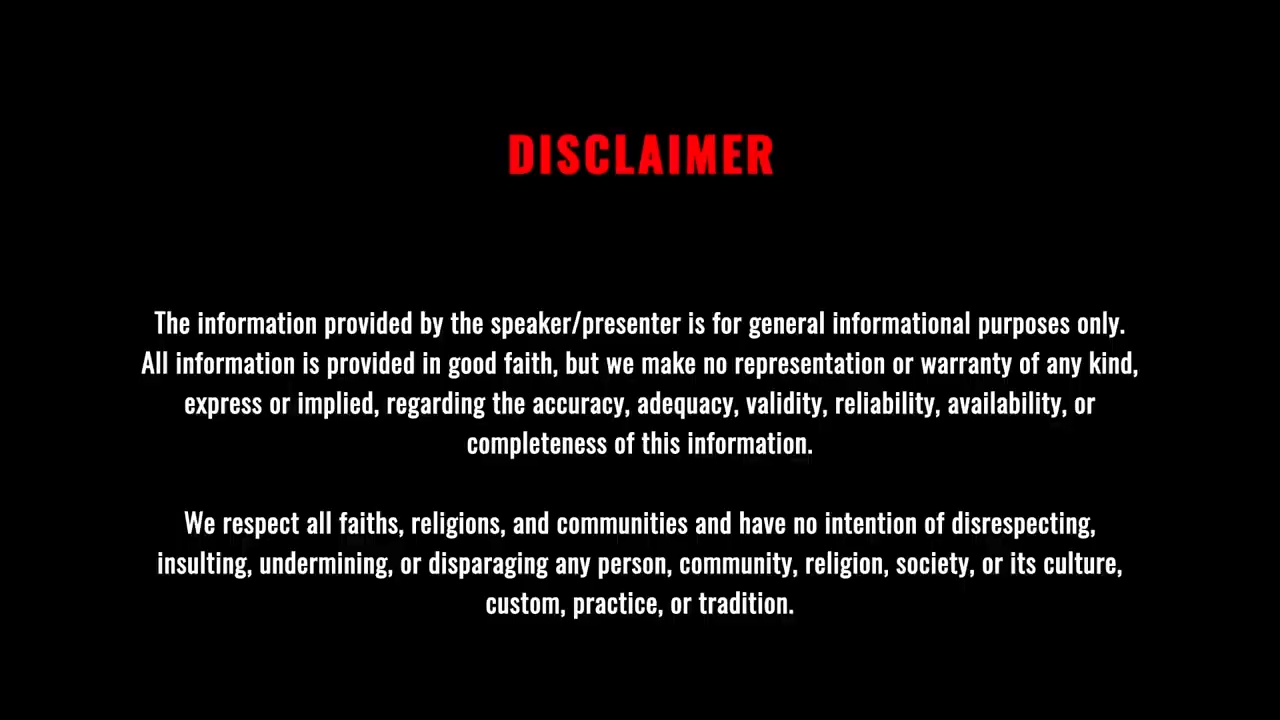 DISCLAIMER
The information provided by the speaker/presenter is for general informational purposes only.
All information is provided in good faith, but we make no representation or warranty of any kind,
express or implied, regarding the accuracy, adequacy, validity, reliability, availability, or
completeness of this information.
We respect all faiths, religions, and communities and have no intention of disrespecting,
insulting, undermining, or disparaging any person, community, religion, society, or its culture,
custom, practice, or tradition.